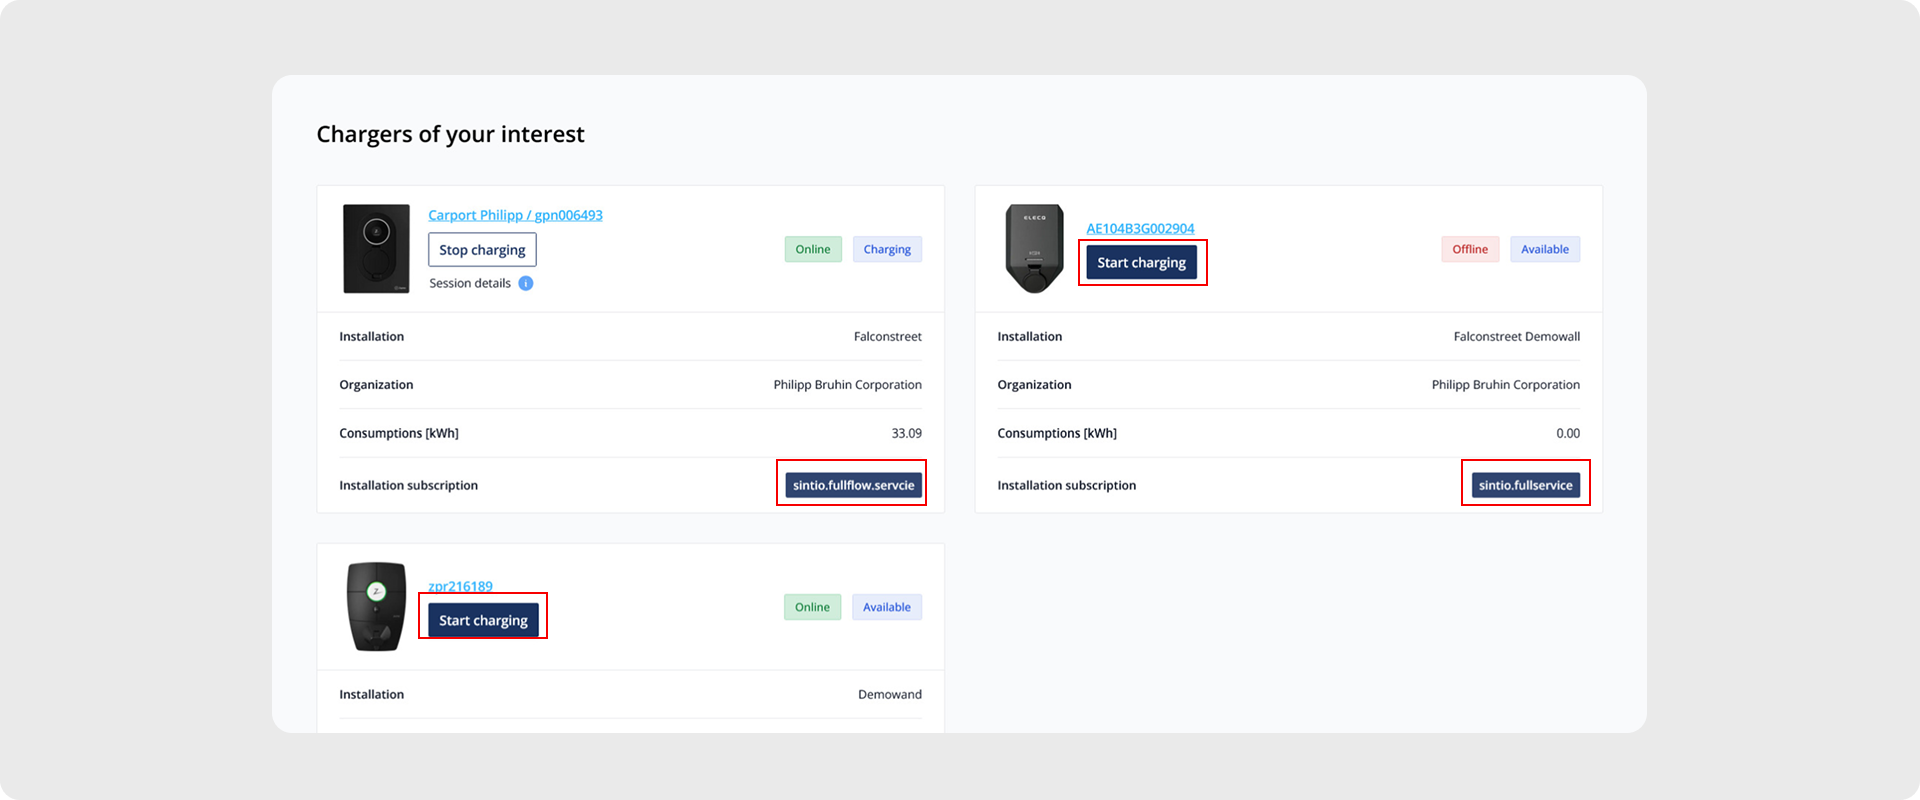 Chargers of your interest
Carport Philipp / gpn006493
Stop charging
Session details
i
Online
Charging
Installation
Falconstreet
Organization
Philipp Bruhin Corporation
Consumptions [kWh]
33.09
Installation subscription
sintio.fullflow.servcie
ELECQ
AE104B3G002904
Start charging
Offline
Available
Installation
Falconstreet Demowall
Organization
Philipp Bruhin Corporation
Consumptions [kWh]
0.00
Installation subscription
sintio.fullservice
zpr216189
Start charging
Online
Available
Installation
Demowand